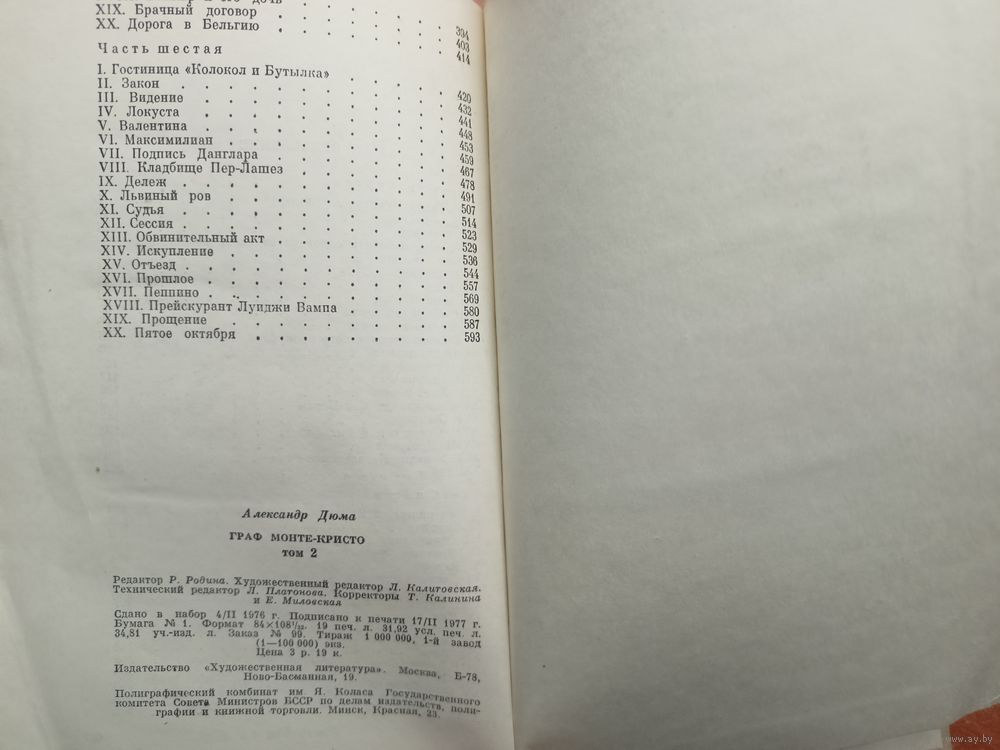 и его дочь 394
XIX. Брачный договор 403
XX. Дорога в Бельгию 414
Часть шестая
I. Гостиница «Колокол и Бутылка» 420
II. Закон 432
III. Видение 441
IV. Локуста 448
V. Валентина 453
VI. Максимилиан 459
VII. Подпись Данглара 467
VIII. Кладбище Пер-Лашез 478
IX. Дележ 491
X. Львиный ров 507
XI. Судья 514
XII. Сессия 523
XIII. Обвинительный акт 529
XIV. Искупление 536
XV. Отъезд 544
XVI. Прошлое 557
XVII. Пеппино 569
XVIII. Прейскурант Луиджи Вампа 580
XIX. Прощение 587
XX. Пятое октября 593
Александр Дюма
ГРАФ МОНТЕ-КРИСТО
том 2
Редактор Р. Родина. Художественный редактор Л. Калитовская.
Технический редактор Л. Платонова. Корректоры Т. Калинина
и Е. Миловская
Сдано в набор 4/II 1976 г. Подписано к печати 17/II 1977 г.
Бумага № 1. Формат 84×108¹/₃₂. 19 печ. л. 31,92 усл. печ. л.
34,81 уч.-изд. л. Заказ № 99. Тираж 1 000 000. 1-й завод
(1—100 000) экз.
Цена 3 р. 19 к.
Издательство «Художественная литература». Москва, Б-78,
Ново-Басманная, 19.
Полиграфический комбинат им Я. Коласа Государственного
комитета Совета Министров БССР по делам издательств, поли-
графии и книжной торговли. Минск, Красная, 23.
www.ay.by